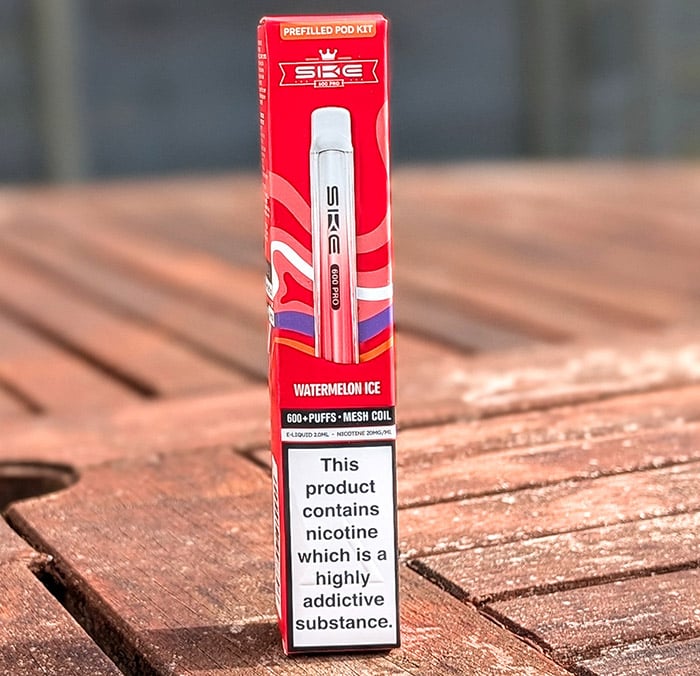 PREFILLED POD KIT
SKE
600 PRO
SKE
600 PRO
WATERMELON ICE
600+PUFFS • MESH COIL
E-LIQUID 2.0ML • NICOTINE 20MG/ML
This
product
contains
nicotine
which is a
highly
addictive
substance.